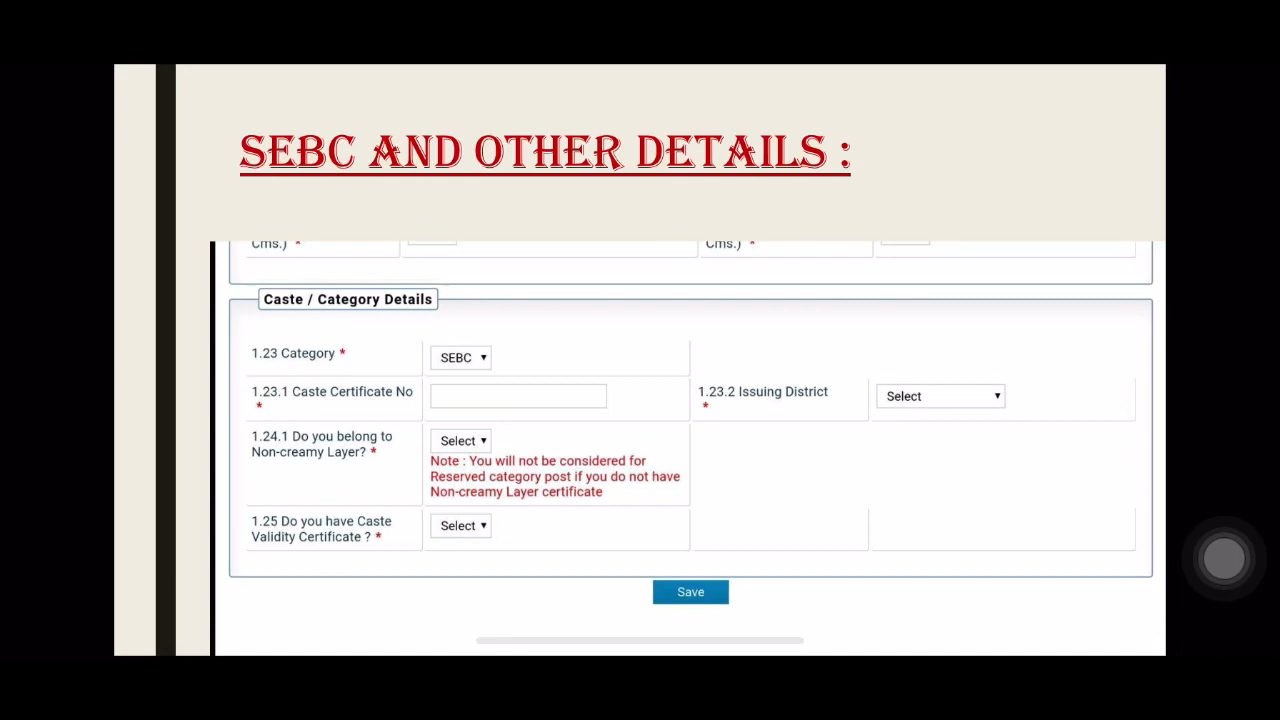 SEBC AND OTHER DETAILS :
Cms.) * Cms.) *
Caste / Category Details
1.23 Category * SEBC
1.23.1 Caste Certificate No * 1.23.2 Issuing District * Select
1.24.1 Do you belong to
Non-creamy Layer? *
Select
Note : You will not be considered for
Reserved category post if you do not have
Non-creamy Layer certificate
1.25 Do you have Caste
Validity Certificate ? *
Select
Save